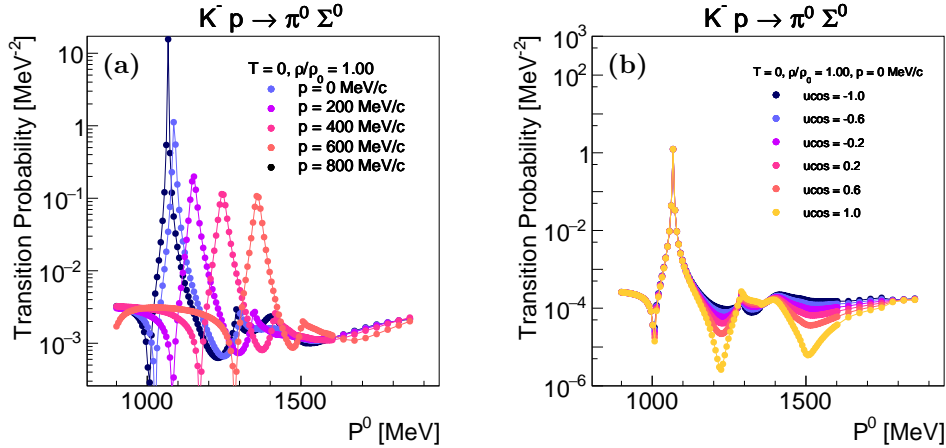 K⁻ p → π⁰ Σ⁰
Transition Probability [MeV⁻²]
(a)
T = 0, ρ/ρ₀ = 1.00
p = 0 MeV/c
p = 200 MeV/c
p = 400 MeV/c
p = 600 MeV/c
p = 800 MeV/c
10
1
10⁻¹
10⁻²
10⁻³
1000 1500
P⁰ [MeV]
K⁻ p → π⁰ Σ⁰
Transition Probability [MeV⁻²]
(b)
T = 0, ρ/ρ₀ = 1.00, p = 0 MeV/c
ucos = -1.0
ucos = -0.6
ucos = -0.2
ucos = 0.2
ucos = 0.6
ucos = 1.0
10³
10²
1
10⁻²
10⁻⁴
10⁻⁶
1000 1500
P⁰ [MeV]